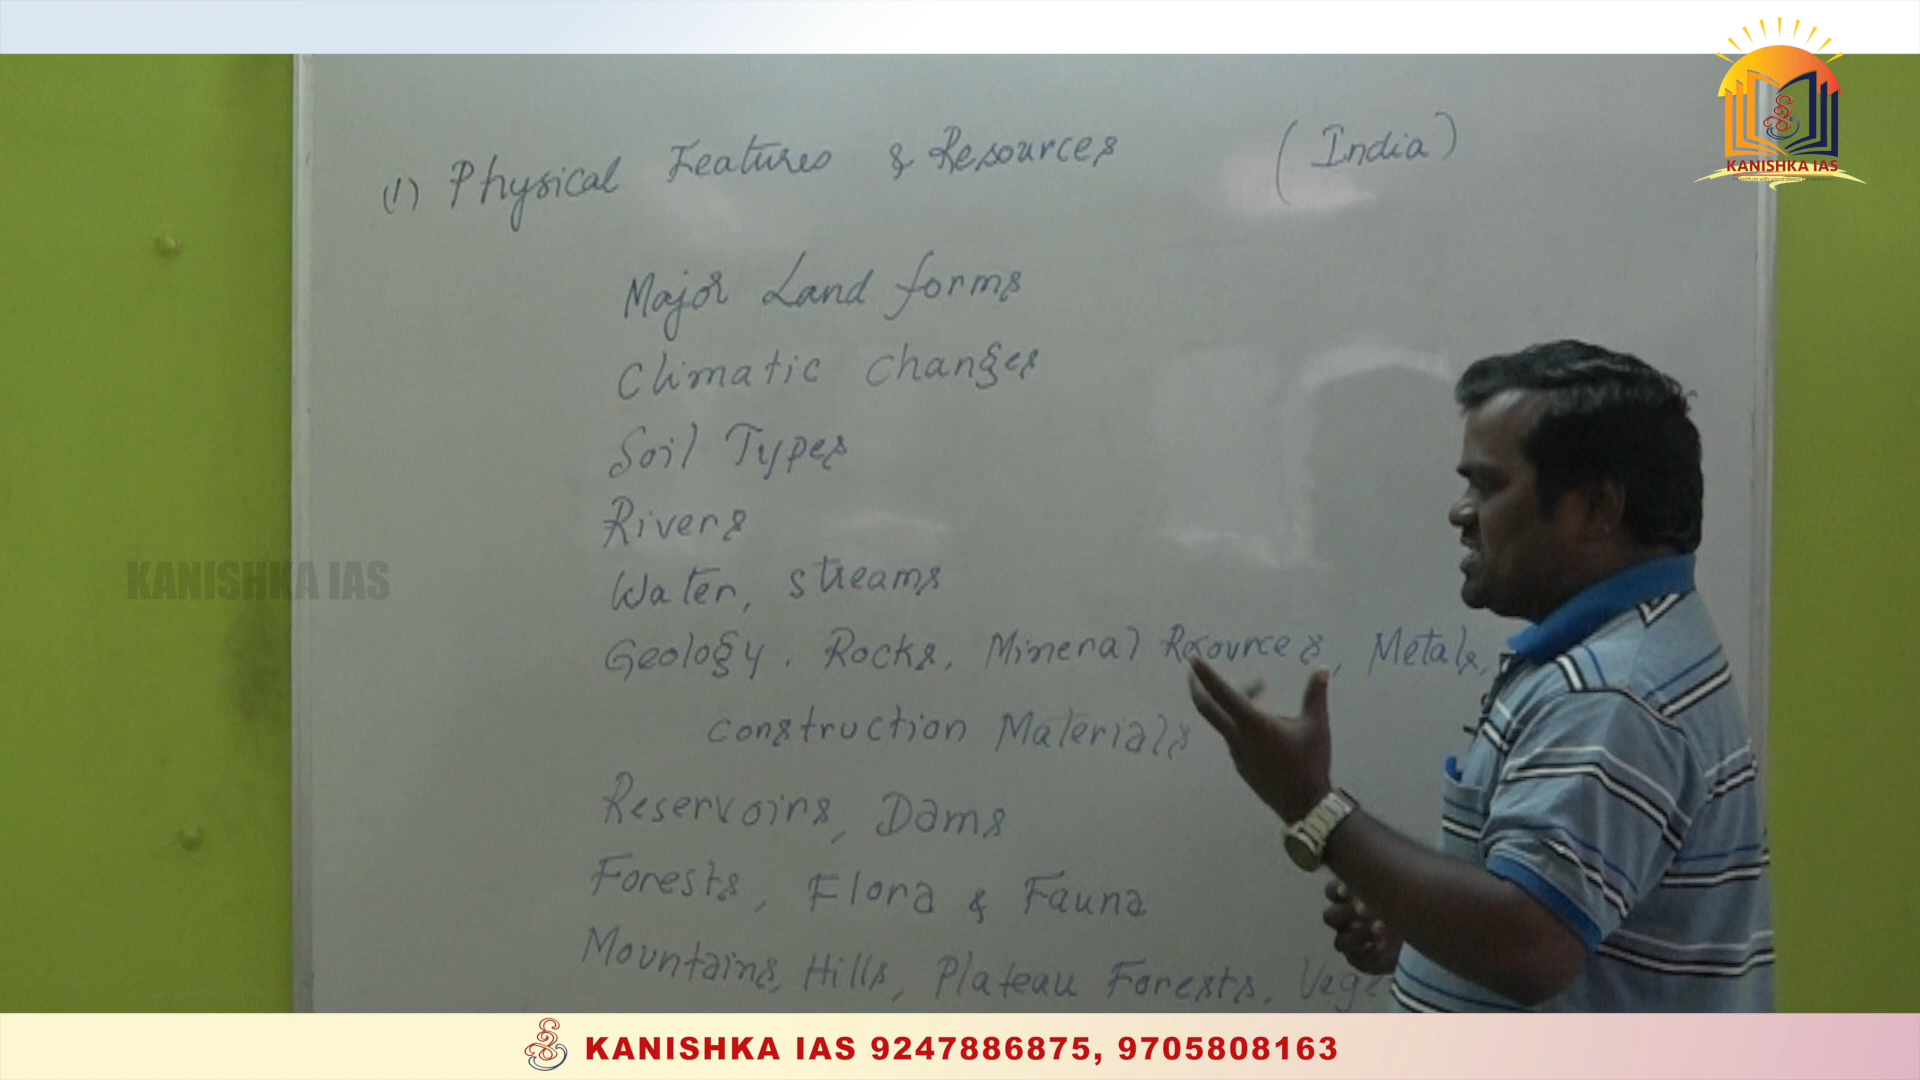 (1) Physical Features & Resources (India)
Major Land forms
Climatic changes
Soil Types
Rivers
Water, streams
Geology. Rocks, Mineral Resources, Metals,
construction Materials
Reservoirs, Dams
Forests, Flora & Fauna
Mountains, Hills, Plateau Forests,
KANISHKA IAS
KANISHKA IAS
KANISHKA IAS 9247886875, 9705808163